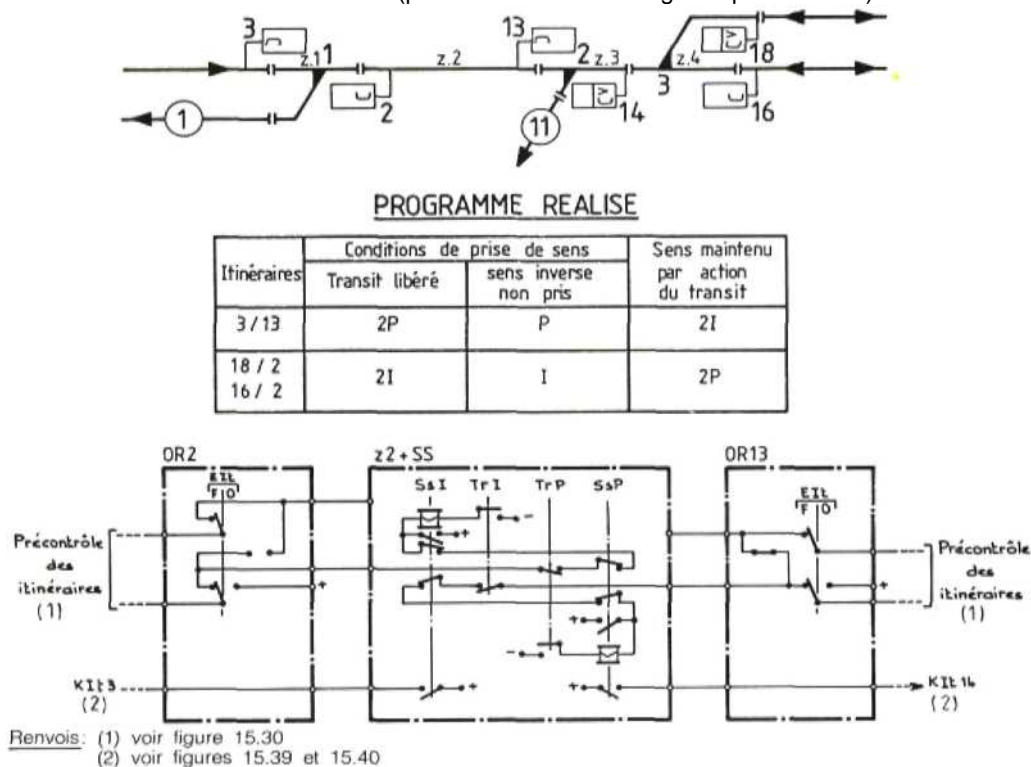 3
13
CV
18
z.1
1
z.2
2
z.3
z.4
3
2
CV
14
16
1
11
PROGRAMME REALISE
Itinéraires
Conditions de prise de sens
Sens maintenu par action du transit
Transit libéré
sens inverse non pris
3/13
2P
P
2I
18/2
16/2
2I
I
2P
OR2
z2+SS
OR13
EIt
F O
SsI
TrI
TrP
SsP
EIt
F O
Précontrôle des itinéraires (1)
Précontrôle des itinéraires (1)
+
-
+
+
-
+
+
+
KIt3 (2)
KIt14 (2)
Renvois: (1) voir figure 15.30
(2) voir figures 15.39 et 15.40